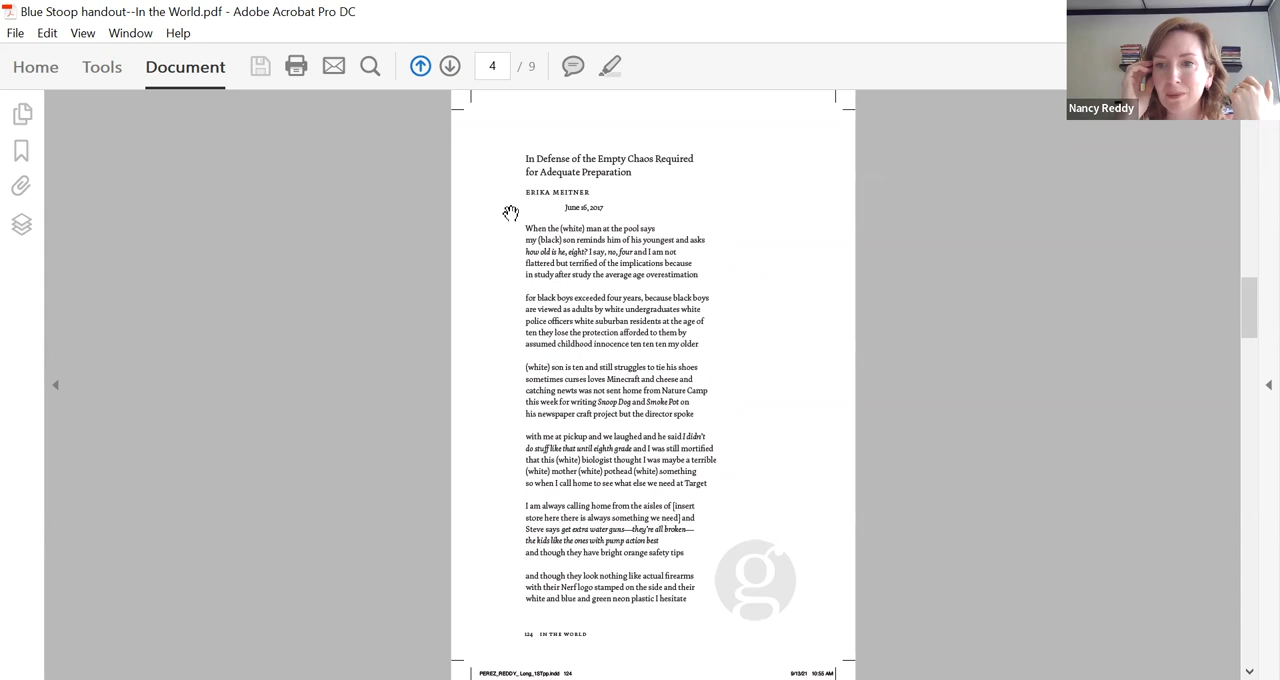 Blue Stoop handout--In the World.pdf - Adobe Acrobat Pro DC
File Edit View Window Help
Home Tools Document 4 / 9
Nancy Reddy
In Defense of the Empty Chaos Required
for Adequate Preparation
ERIKA MEITNER
June 16, 2017
When the (white) man at the pool says
my (black) son reminds him of his youngest and asks
how old is he, eight? I say, no, four and I am not
flattered but terrified of the implications because
in study after study the average age overestimation
for black boys exceeded four years, because black boys
are viewed as adults by white undergraduates white
police officers white suburban residents at the age of
ten they lose the protection afforded to them by
assumed childhood innocence ten ten ten my older
(white) son is ten and still struggles to tie his shoes
sometimes curses loves Minecraft and cheese and
catching newts was not sent home from Nature Camp
this week for writing Snoop Dog and Smoke Pot on
his newspaper craft project but the director spoke
with me at pickup and we laughed and he said I didn't
do stuff like that until eighth grade and I was still mortified
that this (white) biologist thought I was maybe a terrible
(white) mother (white) pothead (white) something
so when I call home to see what else we need at Target
I am always calling home from the aisles of [insert
store here there is always something we need] and
Steve says get extra water guns—they're all broken—
the kids like the ones with pump action best
and though they have bright orange safety tips
and though they look nothing like actual firearms
with their Nerf logo stamped on the side and their
white and blue and green neon plastic I hesitate
g
124 IN THE WORLD
PEREZ_REDDY_ Long_1STpp.indd 124 9/13/21 10:55 AM